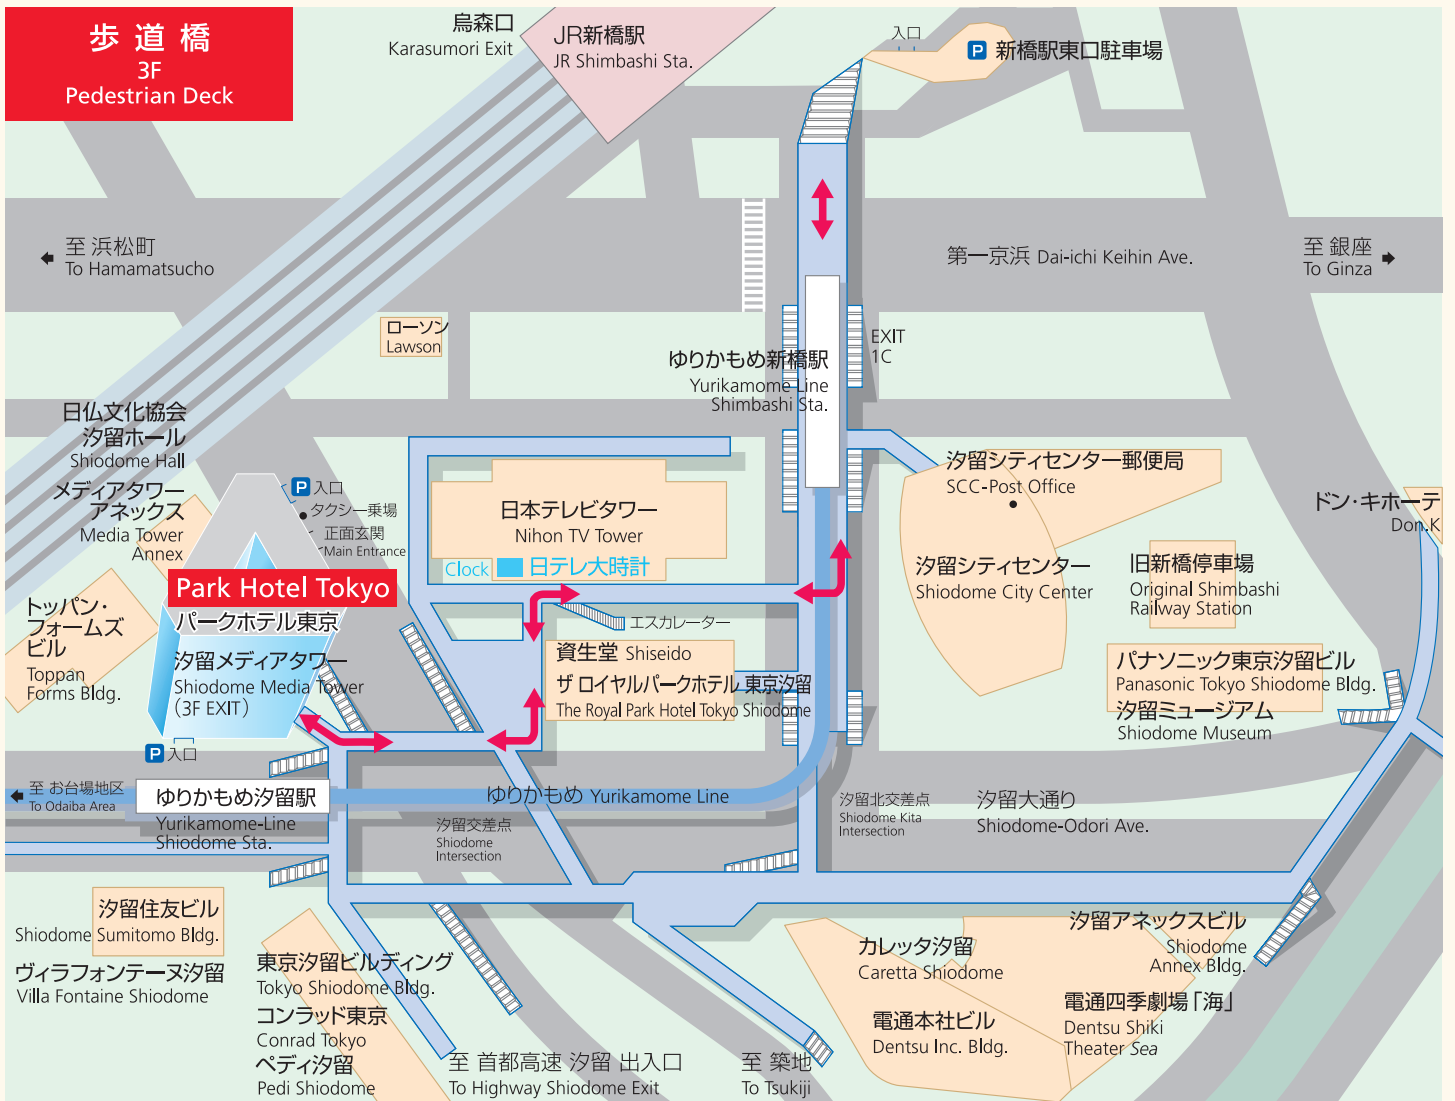 歩道橋
3F
Pedestrian Deck
烏森口
Karasumori Exit
JR新橋駅
JR Shimbashi Sta.
入口
P 新橋駅東口駐車場
至 浜松町
To Hamamatsucho
第一京浜 Dai-ichi Keihin Ave.
至 銀座
To Ginza
ローソン
Lawson
EXIT
1C
ゆりかもめ新橋駅
Yurikamome-Line
Shimbashi Sta.
日仏文化協会
汐留ホール
Shiodome Hall
メディアタワー
アネックス
Media Tower
Annex
P 入口
タクシー乗場
正面玄関
Main Entrance
日本テレビタワー
Nihon TV Tower
Clock 日テレ大時計
汐留シティセンター郵便局
SCC-Post Office
汐留シティセンター
Shiodome City Center
ドン・キホーテ
Don.K
旧新橋停車場
Original Shimbashi
Railway Station
Park Hotel Tokyo
パークホテル東京
汐留メディアタワー
Shiodome Media Tower
(3F EXIT)
トッパン・
フォームズ
ビル
Toppan
Forms Bldg.
エスカレーター
資生堂 Shiseido
ザ ロイヤルパークホテル 東京汐留
The Royal Park Hotel Tokyo Shiodome
パナソニック東京汐留ビル
Panasonic Tokyo Shiodome Bldg.
汐留ミュージアム
Shiodome Museum
P 入口
至 お台場地区
To Odaiba Area
ゆりかもめ汐留駅
Yurikamome-Line
Shiodome Sta.
ゆりかもめ Yurikamome Line
汐留交差点
Shiodome
Intersection
汐留北交差点
Shiodome Kita
Intersection
汐留大通り
Shiodome-Odori Ave.
汐留住友ビル
Shiodome Sumitomo Bldg.
ヴィラフォンテーヌ汐留
Villa Fontaine Shiodome
東京汐留ビルディング
Tokyo Shiodome Bldg.
コンラッド東京
Conrad Tokyo
ペディ汐留
Pedi Shiodome
至 首都高速 汐留 出入口
To Highway Shiodome Exit
至 築地
To Tsukiji
カレッタ汐留
Caretta Shiodome
電通本社ビル
Dentsu Inc. Bldg.
汐留アネックスビル
Shiodome
Annex Bldg.
電通四季劇場「海」
Dentsu Shiki
Theater Sea